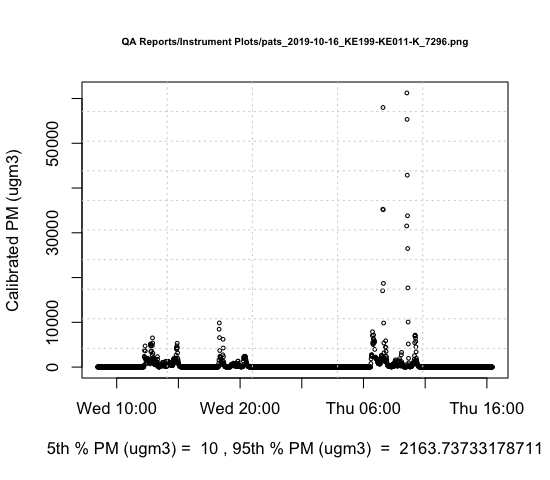 QA Reports/Instrument Plots/pats_2019-10-16_KE199-KE011-K_7296.png
Calibrated PM (ugm3)
50000
30000
10000
0
Wed 10:00 Wed 20:00 Thu 06:00 Thu 16:00
5th % PM (ugm3) = 10 , 95th % PM (ugm3) = 2163.73733178711